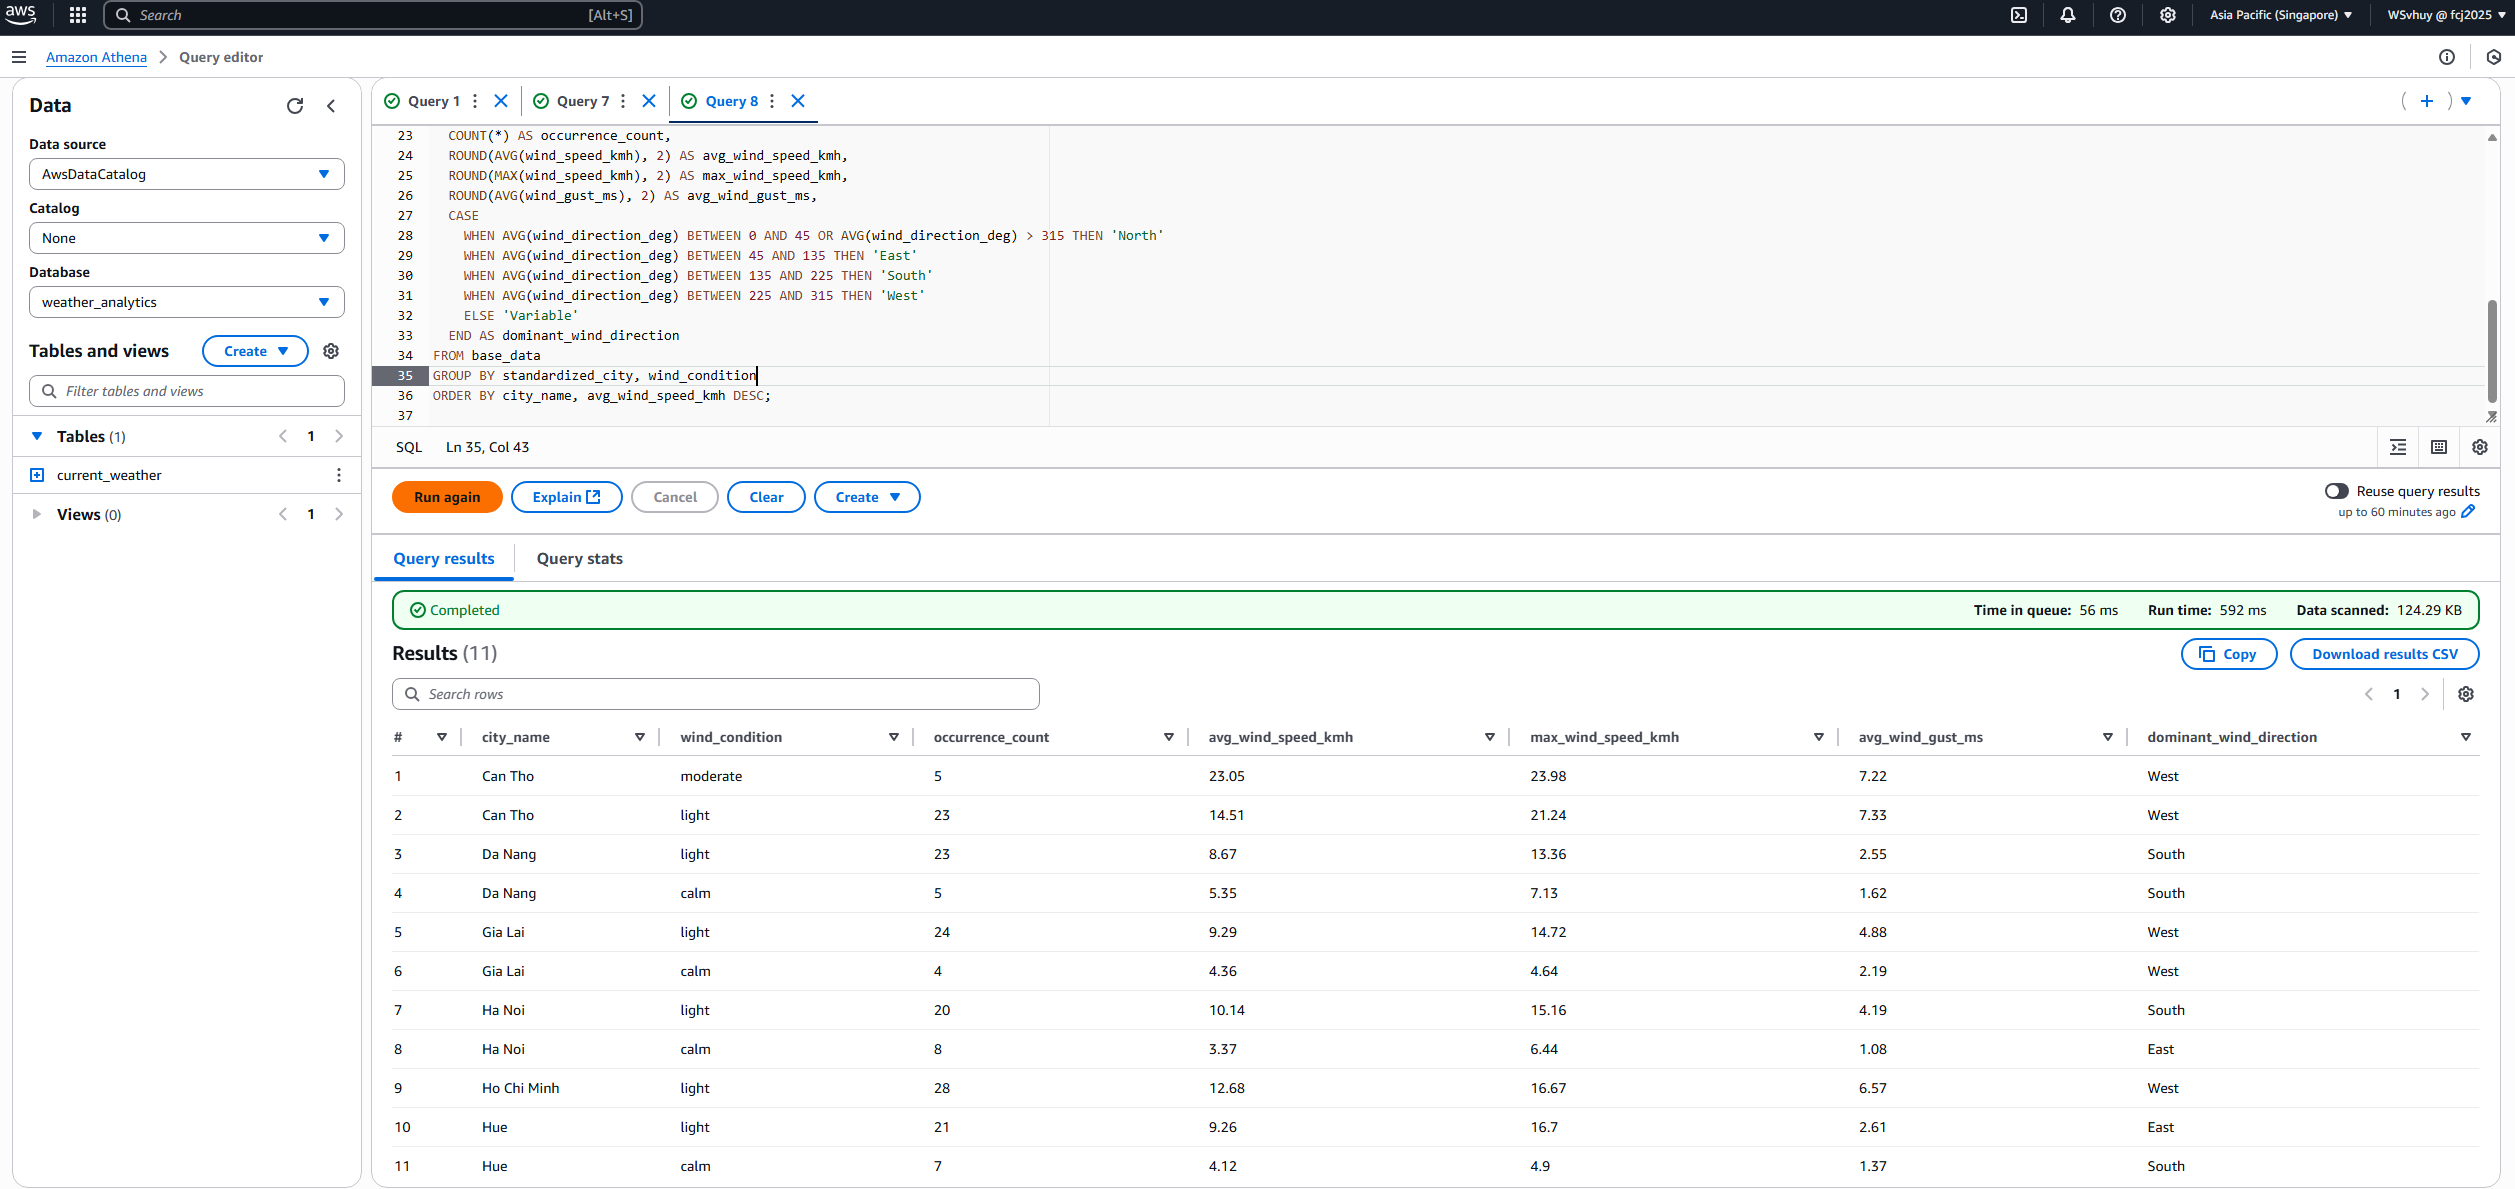 aws Search [Alt+S] Asia Pacific (Singapore) WSvhuy @ fcj2025
Amazon Athena Query editor
Data
Data source
AwsDataCatalog
Catalog
None
Database
weather_analytics
Tables and views Create
Filter tables and views
Tables (1) 1
current_weather
Views (0) 1
Query 1 Query 7 Query 8
23 COUNT(*) AS occurrence_count,
24 ROUND(AVG(wind_speed_kmh), 2) AS avg_wind_speed_kmh,
25 ROUND(MAX(wind_speed_kmh), 2) AS max_wind_speed_kmh,
26 ROUND(AVG(wind_gust_ms), 2) AS avg_wind_gust_ms,
27 CASE
28 WHEN AVG(wind_direction_deg) BETWEEN 0 AND 45 OR AVG(wind_direction_deg) > 315 THEN 'North'
29 WHEN AVG(wind_direction_deg) BETWEEN 45 AND 135 THEN 'East'
30 WHEN AVG(wind_direction_deg) BETWEEN 135 AND 225 THEN 'South'
31 WHEN AVG(wind_direction_deg) BETWEEN 225 AND 315 THEN 'West'
32 ELSE 'Variable'
33 END AS dominant_wind_direction
34 FROM base_data
35 GROUP BY standardized_city, wind_condition
36 ORDER BY city_name, avg_wind_speed_kmh DESC;
37
SQL Ln 35, Col 43
Run again Explain Cancel Clear Create
Reuse query results
up to 60 minutes ago
Query results Query stats
Completed Time in queue: 56 ms Run time: 592 ms Data scanned: 124.29 KB
Results (11) Copy Download results CSV
Search rows 1
# city_name wind_condition occurrence_count avg_wind_speed_kmh max_wind_speed_kmh avg_wind_gust_ms dominant_wind_direction
1 Can Tho moderate 5 23.05 23.98 7.22 West
2 Can Tho light 23 14.51 21.24 7.33 West
3 Da Nang light 23 8.67 13.36 2.55 South
4 Da Nang calm 5 5.35 7.13 1.62 South
5 Gia Lai light 24 9.29 14.72 4.88 West
6 Gia Lai calm 4 4.36 4.64 2.19 West
7 Ha Noi light 20 10.14 15.16 4.19 South
8 Ha Noi calm 8 3.37 6.44 1.08 East
9 Ho Chi Minh light 28 12.68 16.67 6.57 West
10 Hue light 21 9.26 16.7 2.61 East
11 Hue calm 7 4.12 4.9 1.37 South